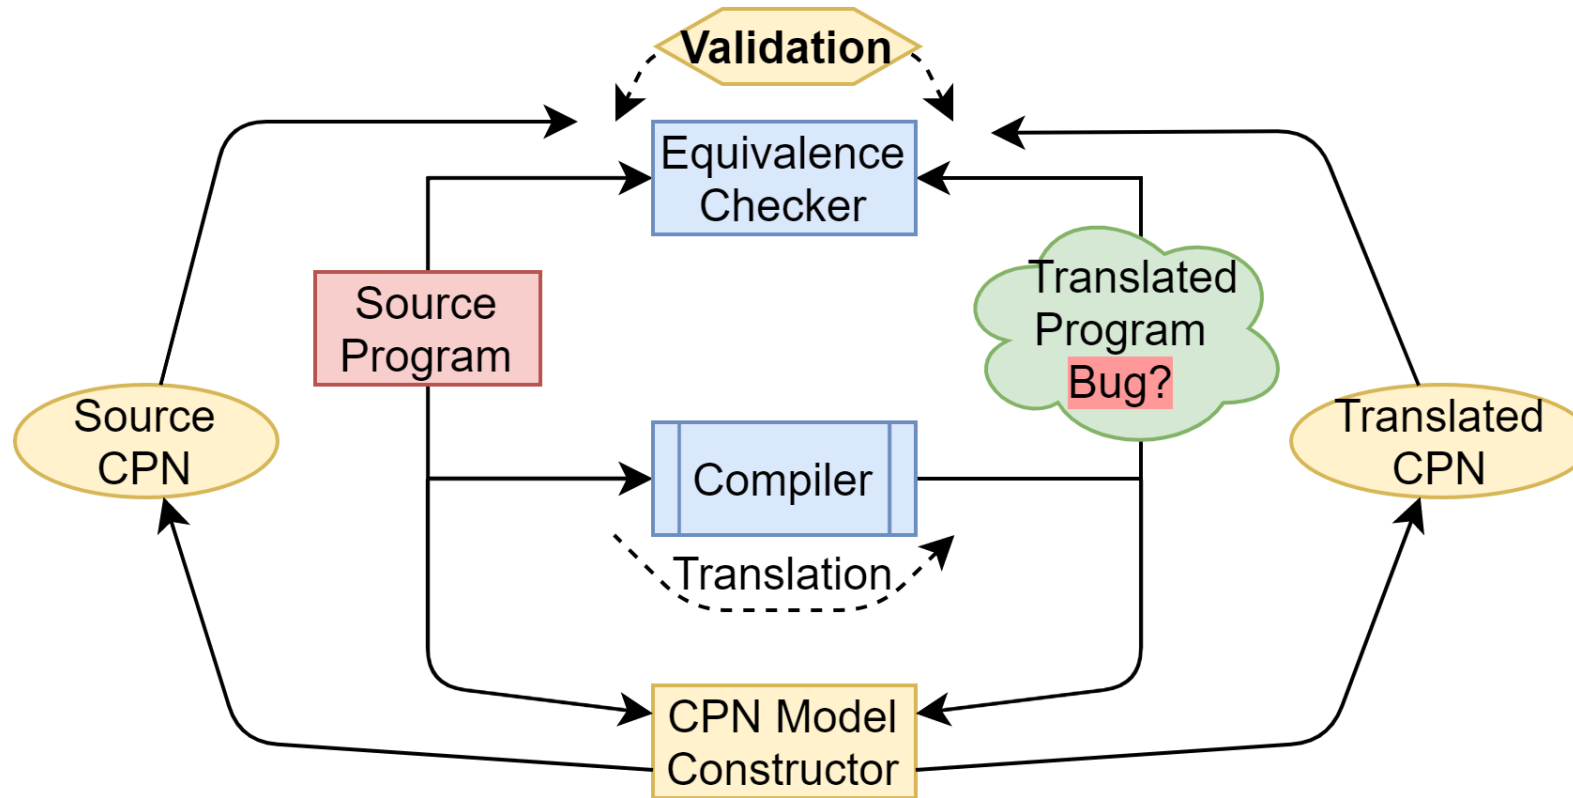 Validation
Equivalence
Checker
Source
Program
Translated
Program
Bug?
Source
CPN
Compiler
Translated
CPN
Translation
CPN Model
Constructor